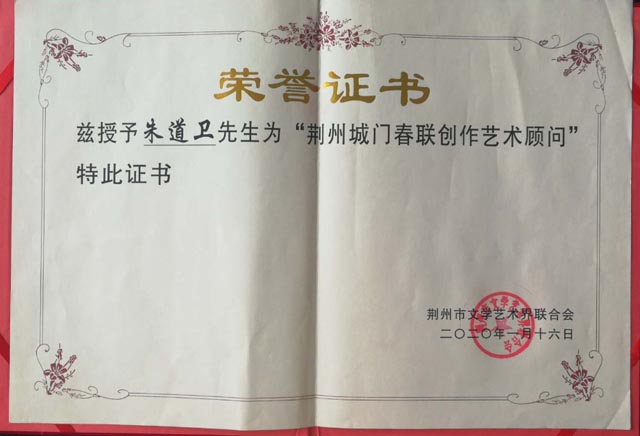 荣誉证书
兹授予朱道卫先生为“荆州城门春联创作艺术顾问”
特此证书
荆州市文学艺术界联合会
二〇二〇年一月十六日